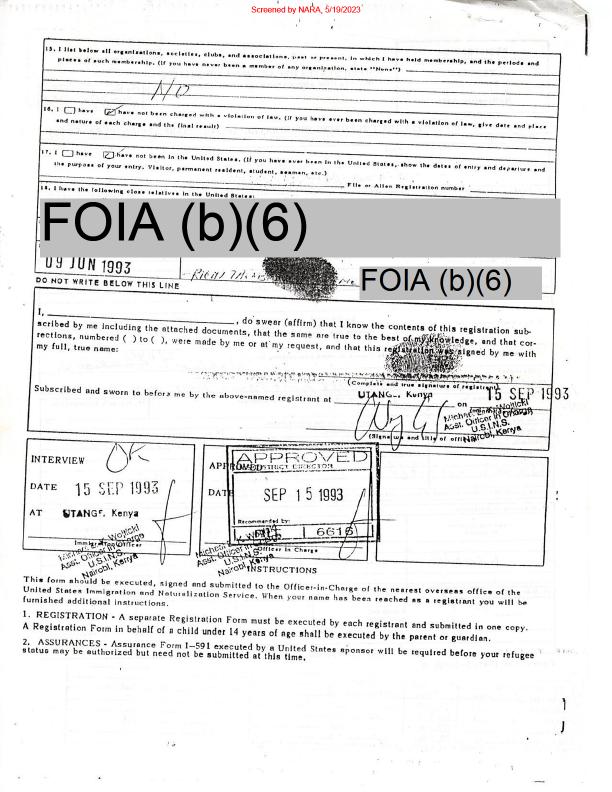 Screened by NARA, 5/19/2023
15. I list below all organizations, societies, clubs, and associations, past or present, in which I have held membership, and the periods and
places of such membership. (If you have never been a member of any organization, state "None")
NO
16. I have have not been charged with a violation of law. (If you have ever been charged with a violation of law, give date and place
and nature of each charge and the final result)
17. I have have not been in the United States. (If you have ever been in the United States, show the dates of entry and departure and
the purpose of your entry. Visitor, permanent resident, student, seaman, etc.)
File or Alien Registration number
18. I have the following close relatives in the United States:
FOIA (b)(6)
09 JUN 1993
FOIA (b)(6)
DO NOT WRITE BELOW THIS LINE
I, , do swear (affirm) that I know the contents of this registration sub-
scribed by me including the attached documents, that the same are true to the best of my knowledge, and that cor-
rections, numbered ( ) to ( ), were made by me or at my request, and that this registration was signed by me with
my full, true name:
(Complete and true signature of registrant)
Subscribed and sworn to before me by the above-named registrant at UTANGE, Kenya on 15 SEP 1993
(Signature and title of officer)
Asst. Officer in Charge
U.S.I.N.S.
Nairobi, Kenya
INTERVIEW OK
DATE 15 SEP 1993
AT UTANGE, Kenya
Immigration Officer
Asst. Officer in Charge
U.S.I.N.S.
Nairobi, Kenya
APPROVED
APPROVED
DISTRICT DIRECTOR
DATE SEP 15 1993
Recommended by:
6616
Officer in Charge
Asst. Officer in Charge
U.S.I.N.S.
Nairobi, Kenya
INSTRUCTIONS
This form should be executed, signed and submitted to the Officer-in-Charge of the nearest overseas office of the
United States Immigration and Naturalization Service. When your name has been reached as a registrant you will be
furnished additional instructions.
1. REGISTRATION - A separate Registration Form must be executed by each registrant and submitted in one copy.
A Registration Form in behalf of a child under 14 years of age shall be executed by the parent or guardian.
2. ASSURANCES - Assurance Form I-591 executed by a United States sponsor will be required before your refugee
status may be authorized but need not be submitted at this time.